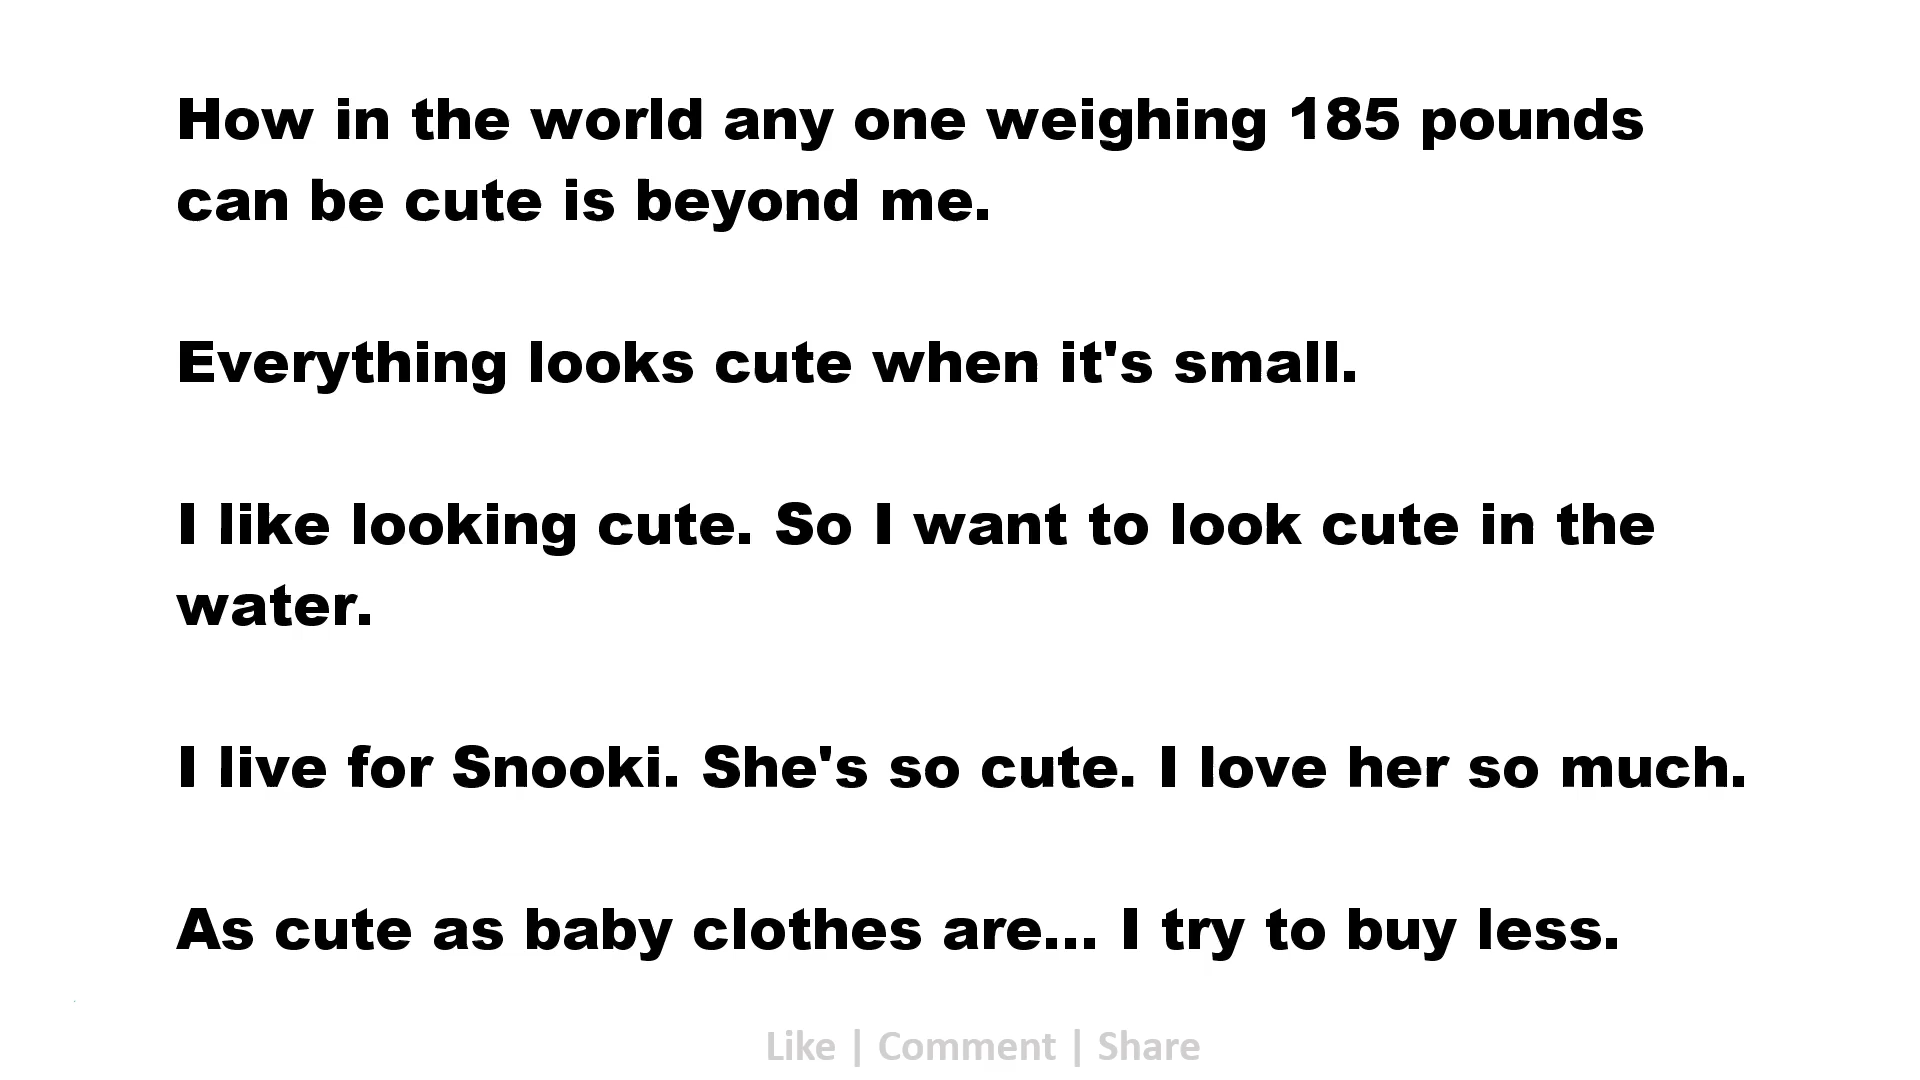 How in the world any one weighing 185 pounds
can be cute is beyond me.
Everything looks cute when it's small.
I like looking cute. So I want to look cute in the
water.
I live for Snooki. She's so cute. I love her so much.
As cute as baby clothes are... I try to buy less.
Like | Comment | Share